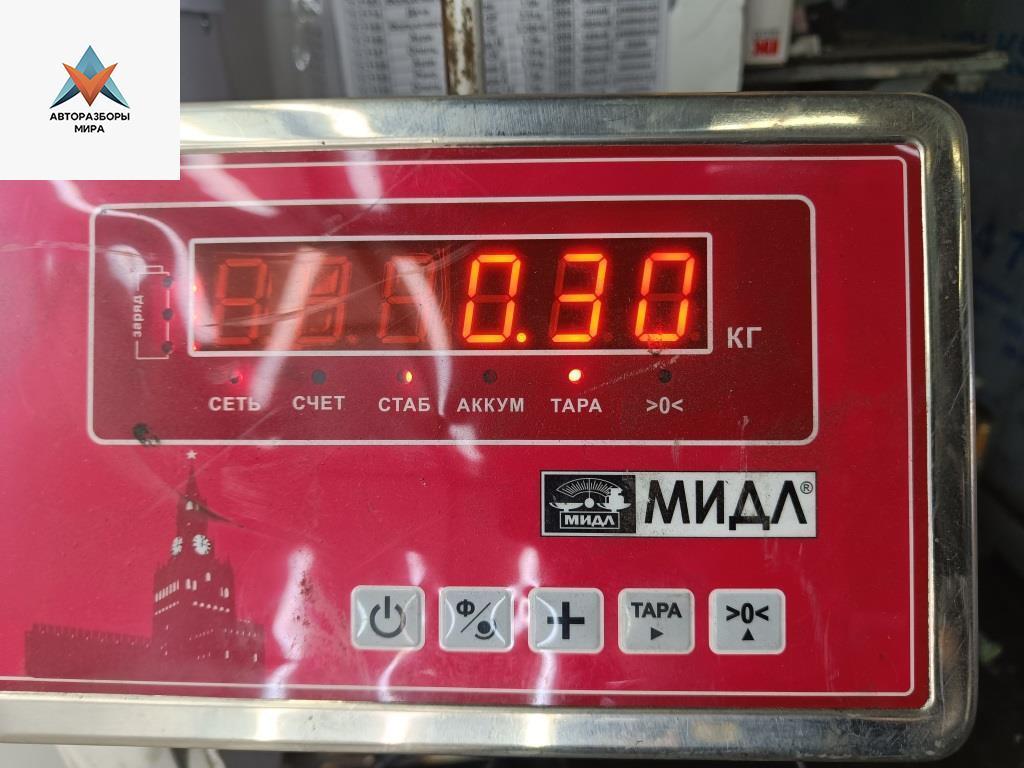 АВТОРАЗБОРЫ
МИРА
заряд
0.30
КГ
СЕТЬ СЧЕТ СТАБ АККУМ ТАРА >0<
МИДЛ МИДЛ®
Ф ТАРА >0<